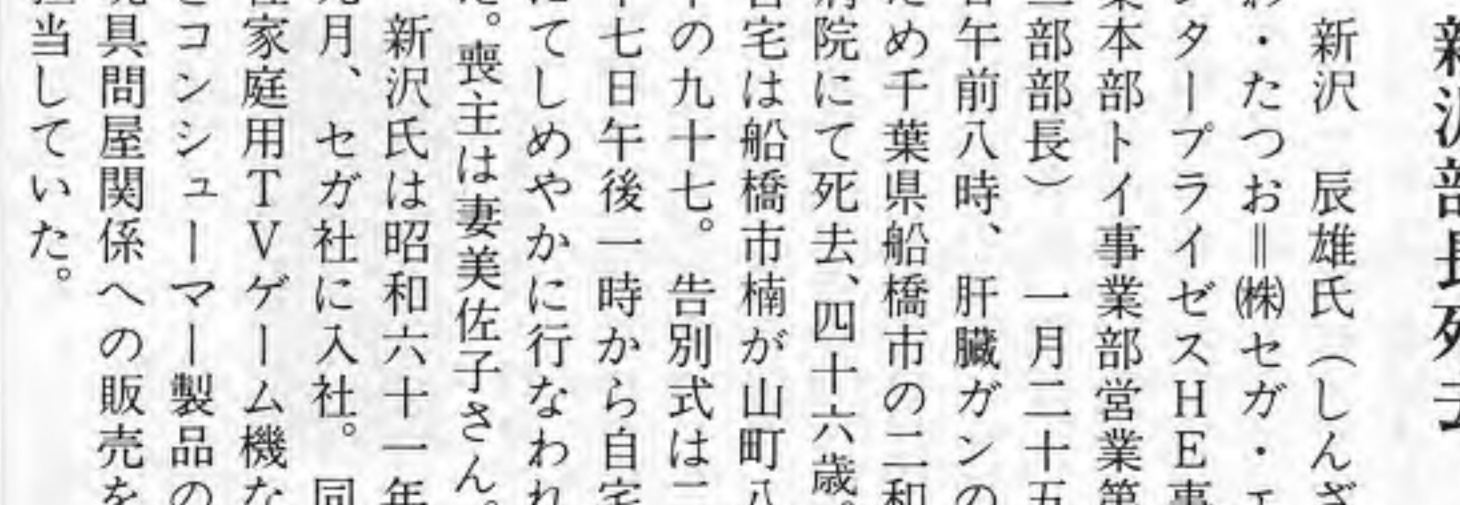 新沢部長死去
新沢　辰雄氏（しんざ
わ・たつお＝㈱セガ・エ
ンタープライゼスHE事
業本部トイ事業部営業第
二部部長）　一月二十五
日午前八時、肝臓ガンの
ため千葉県船橋市の二和
病院にて死去、四十六歳。
自宅は船橋市楠が山町八
の九十七。告別式は二
七日午後一時から自宅
にてしめやかに行なわれ
た。喪主は妻美佐子さん。
新沢氏は昭和六十一年
月、セガ社に入社。同
社家庭用TVゲーム機な
どコンシューマー製品の
玩具問屋関係への販売を
担当していた。